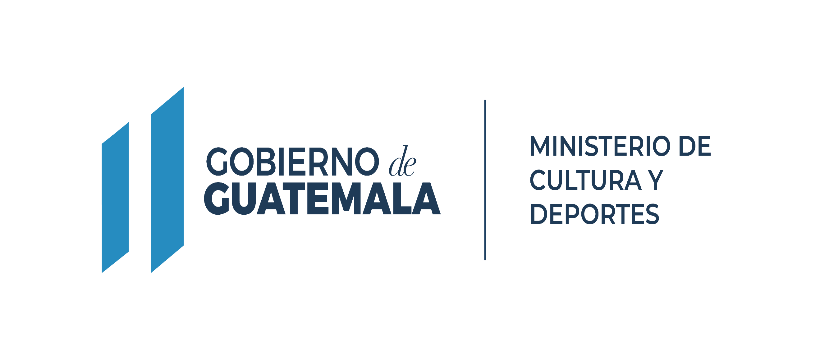 GOBIERNO de
GUATEMALA
MINISTERIO DE
CULTURA Y
DEPORTES